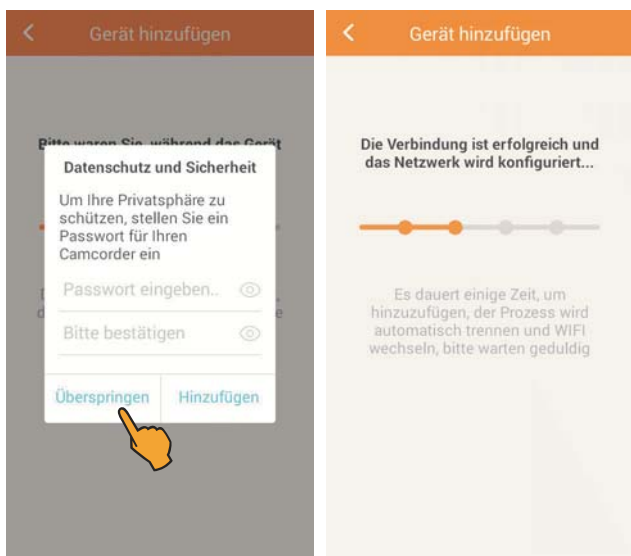 Gerät hinzufügen
Bitte waren Sie, während das Gerät
Datenschutz und Sicherheit
Um Ihre Privatsphäre zu
schützen, stellen Sie ein
Passwort für Ihren
Camcorder ein
Passwort eingeben..
Bitte bestätigen
Überspringen
Hinzufügen
Gerät hinzufügen
Die Verbindung ist erfolgreich und
das Netzwerk wird konfiguriert...
Es dauert einige Zeit, um
hinzuzufügen, der Prozess wird
automatisch trennen und WIFI
wechseln, bitte warten geduldig